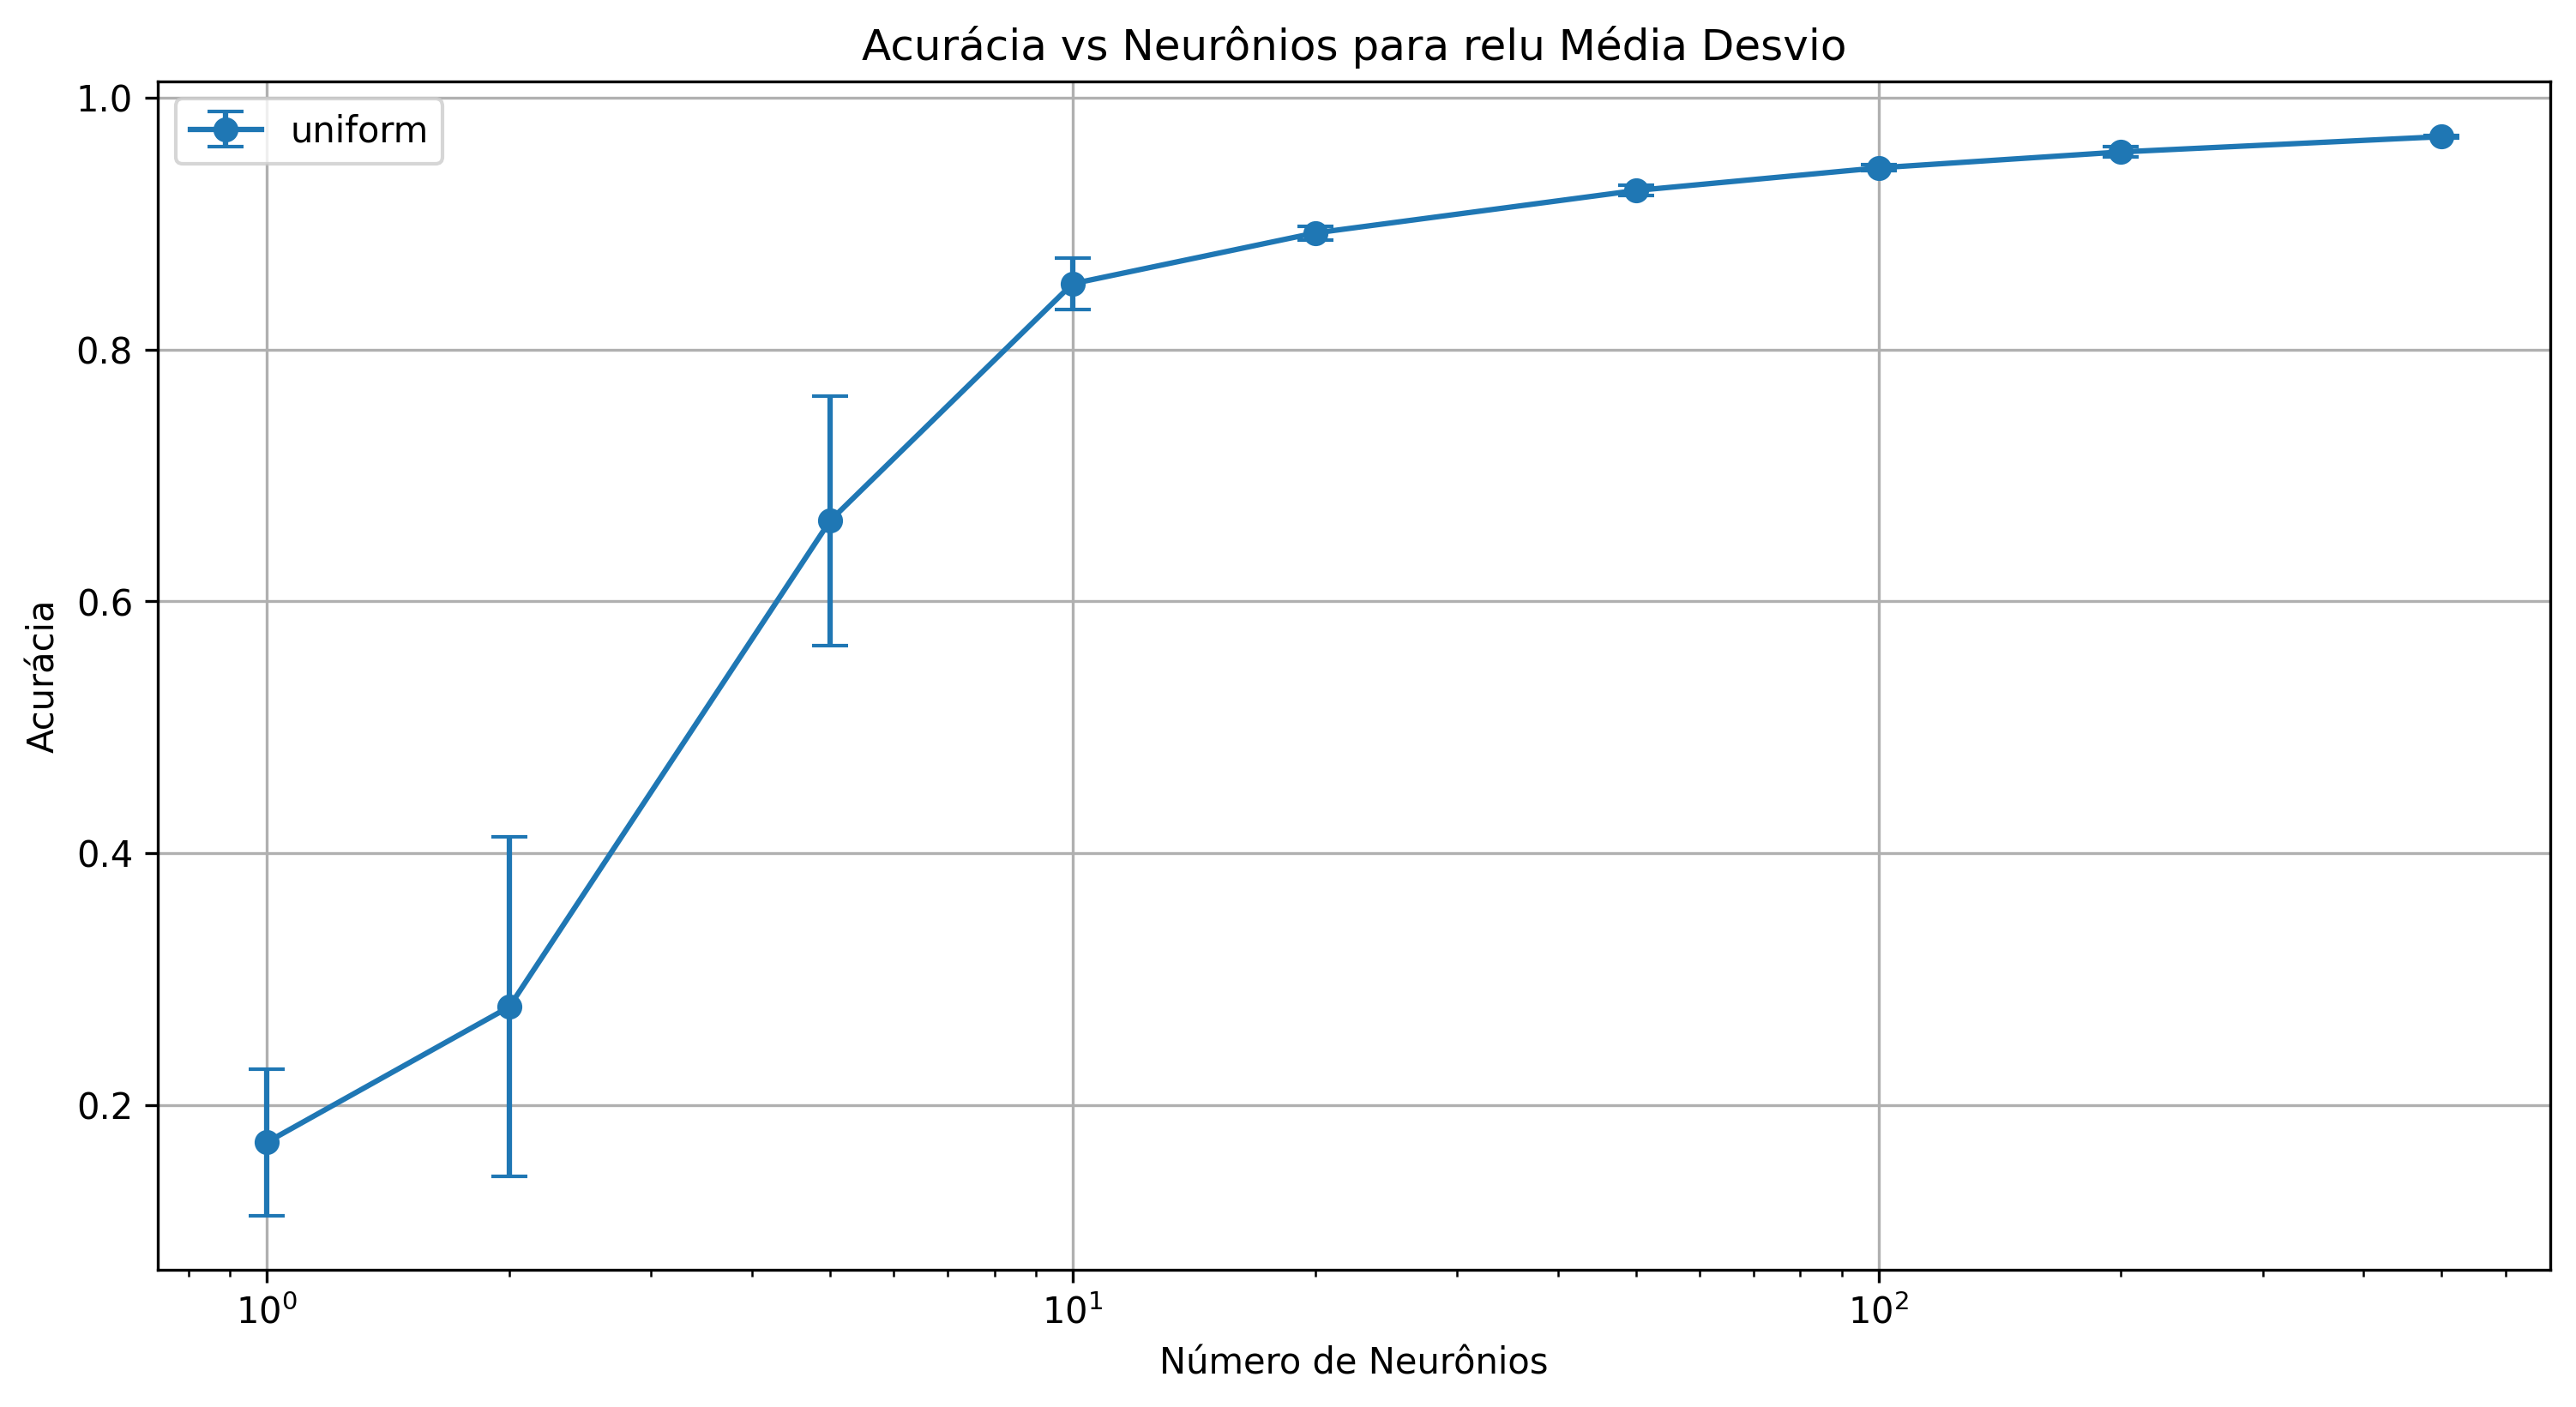 Acurácia vs Neurônios para relu Média Desvio
uniform
Acurácia
1.0
0.8
0.6
0.4
0.2
10⁰
10¹
10²
Número de Neurônios